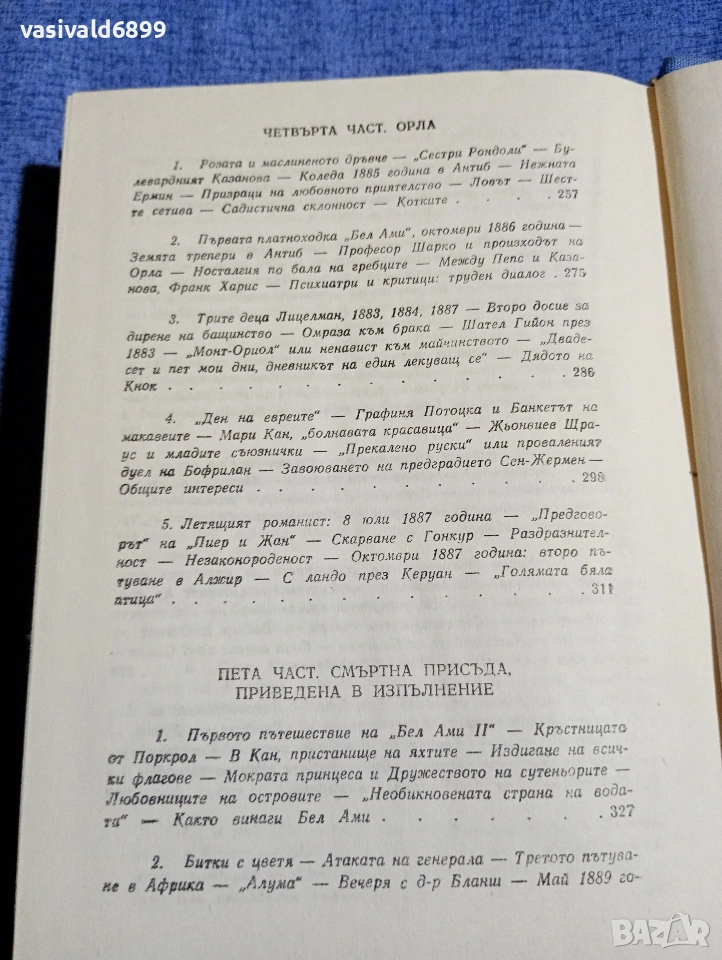 vasivald6899
ЧЕТВЪРТА ЧАСТ. ОРЛА
1. Розата и маслиненото дръвче — „Сестри Рондоли“ — Бу-
левардният Казанова — Коледа 1885 година в Антиб — Нежната
Ермин — Призраци на любовното приятелство — Ловът — Шест-
те сетива — Садистична склонност — Котките . . . . 257
2. Първата платноходка „Бел Ами“, октомври 1886 година —
Земята трепери в Антиб — Професор Шарко и произходът на
Орла — Носталгия по бала на гребците — Между Пепс и Каза-
нова, Франк Харис — Психиатри и критици: труден диалог . 275
3. Трите деца Лицелман, 1883, 1884, 1887 — Второ досие за
дирене на бащинство — Омраза към брака — Шател Гийон през
1883 — „Монт-Ориол“ или ненавист към майчинството — „Дваде-
сет и пет мои дни, дневникът на един лекуващ се“ — Дядото на
Кнок . . . . . . . . . . . . 286
4. „Ден на евреите“ — Графиня Потоцка и Банкетът на
макавеите — Мари Кан, „болнавата красавица“ — Жьонвиев Щра-
ус и младите съюзнички — „Прекалено руски“ или проваленият
дуел на Бофрилан — Завоюването на предградието Сен-Жермен —
Общите интереси . . . . . . . . . . 298
5. Летящият романист: 8 юли 1887 година — „Предгово-
рът“ на „Пиер и Жан“ — Скарване с Гонкур — Раздразнител-
ност — Незаконороденост — Октомври 1887 година: второ пъ-
туване в Алжир — С ландо през Керуан — „Голямата бяла
птица“ . . . . . . . . . . . . 311
ПЕТА ЧАСТ. СМЪРТНА ПРИСЪДА,
ПРИВЕДЕНА В ИЗПЪЛНЕНИЕ
1. Първото пътешествие на „Бел Ами II“ — Кръстницата
от Поркрол — В Кан, пристанище на яхтите — Издигане на всич-
ки флагове — Мократа принцеса и Дружеството на сутеньорите —
Любовниците на островите — „Необикновената страна на вода-
та“ — Както винаги Бел Ами . . . . . . . 327
2. Битки с цветя — Атаката на генерала — Третото пътува-
не в Африка — „Алума“ — Вечеря с д-р Бланш — Май 1889 го-
BAZAR